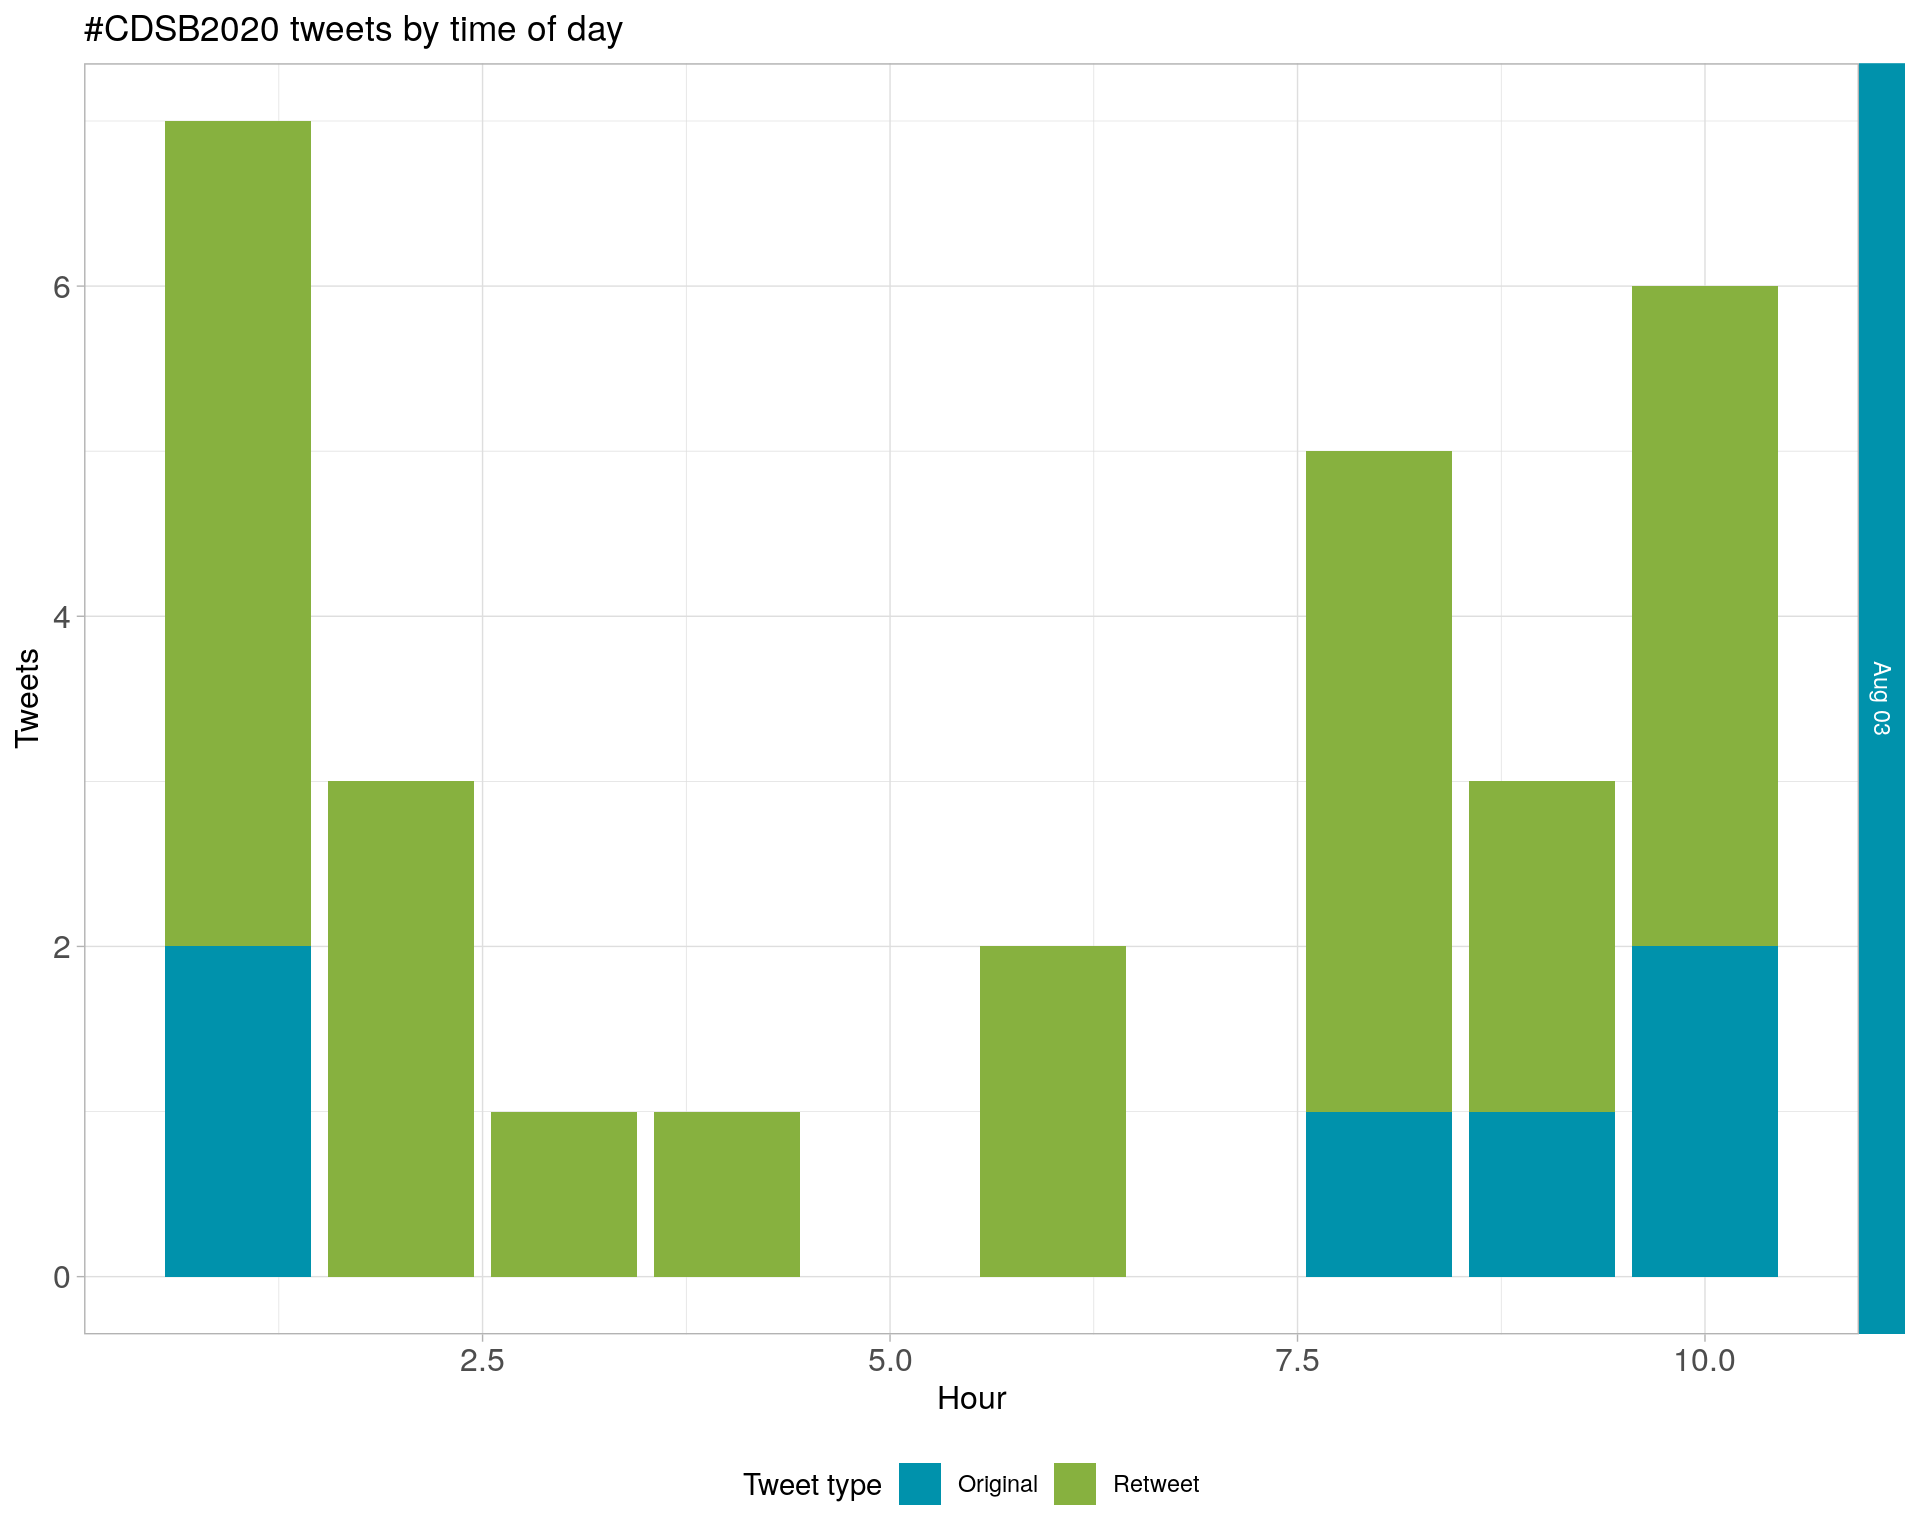 #CDSB2020 tweets by time of day
Tweets
6
4
2
0
Aug 03
2.5 5.0 7.5 10.0
Hour
Tweet type Original Retweet